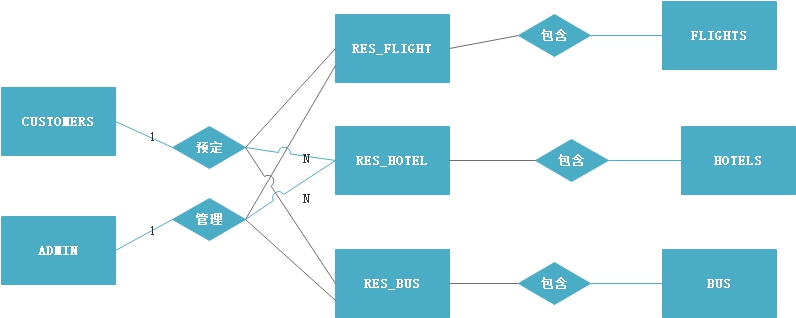 RES_FLIGHT
包含
FLIGHTS
CUSTOMERS
1
预定
N
RES_HOTEL
包含
HOTELS
ADMIN
1
管理
N
RES_BUS
包含
BUS